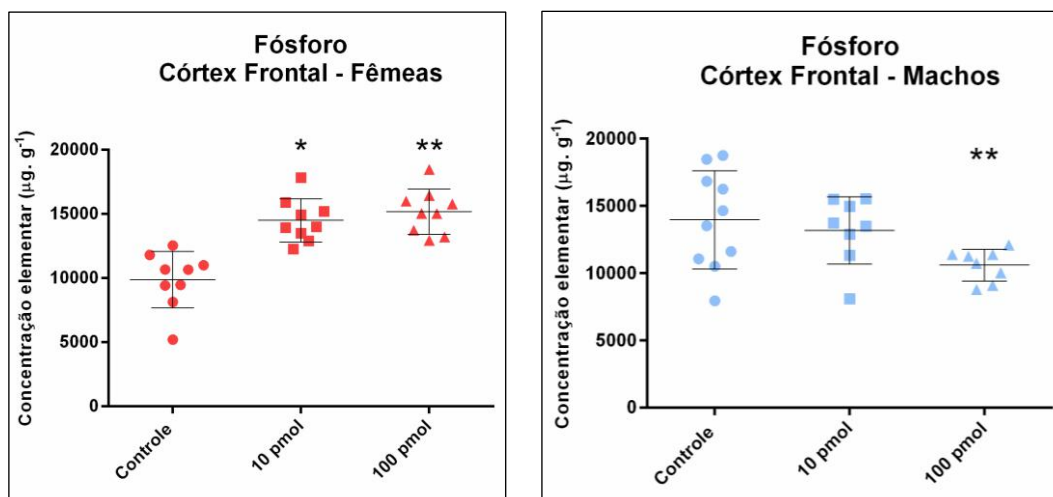 Fósforo
Córtex Frontal - Fêmeas
Concentração elementar (µg. g⁻¹)
20000
15000
10000
5000
0
*
**
Controle
10 pmol
100 pmol
Fósforo
Córtex Frontal - Machos
Concentração elementar (µg. g⁻¹)
20000
15000
10000
5000
0
**
Controle
10 pmol
100 pmol